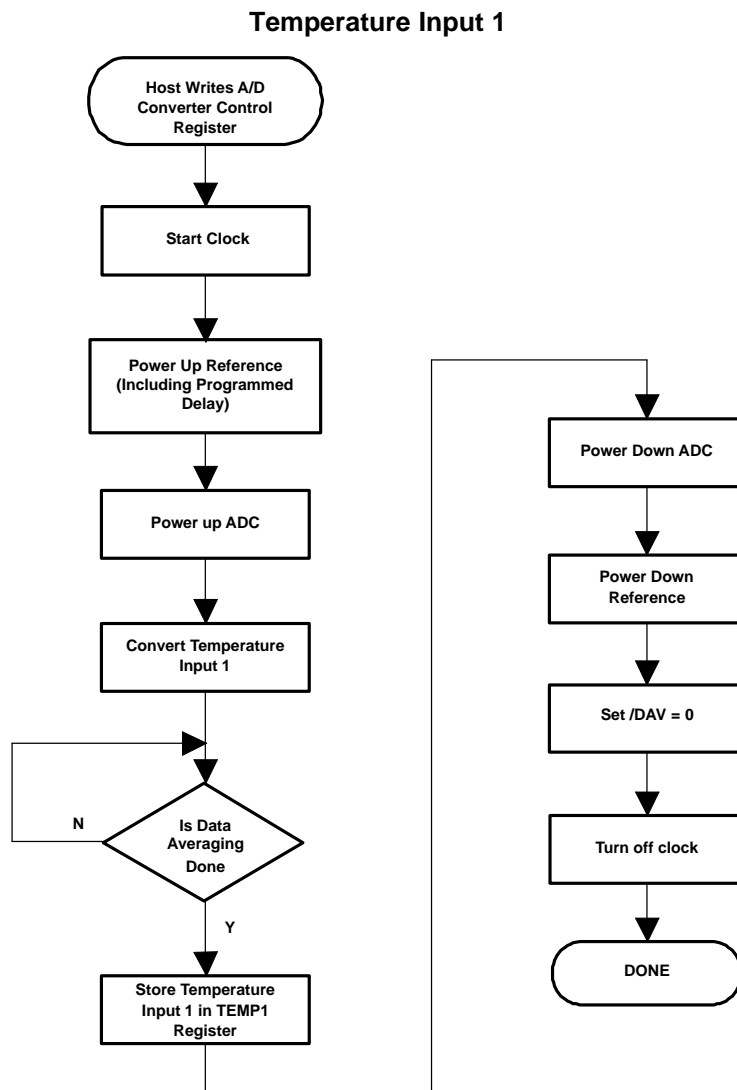 Temperature Input 1
Host Writes A/D
Converter Control
Register
Start Clock
Power Up Reference
(Including Programmed
Delay)
Power up ADC
Convert Temperature
Input 1
N
Is Data
Averaging
Done
Y
Store Temperature
Input 1 in TEMP1
Register
Power Down ADC
Power Down
Reference
Set /DAV = 0
Turn off clock
DONE